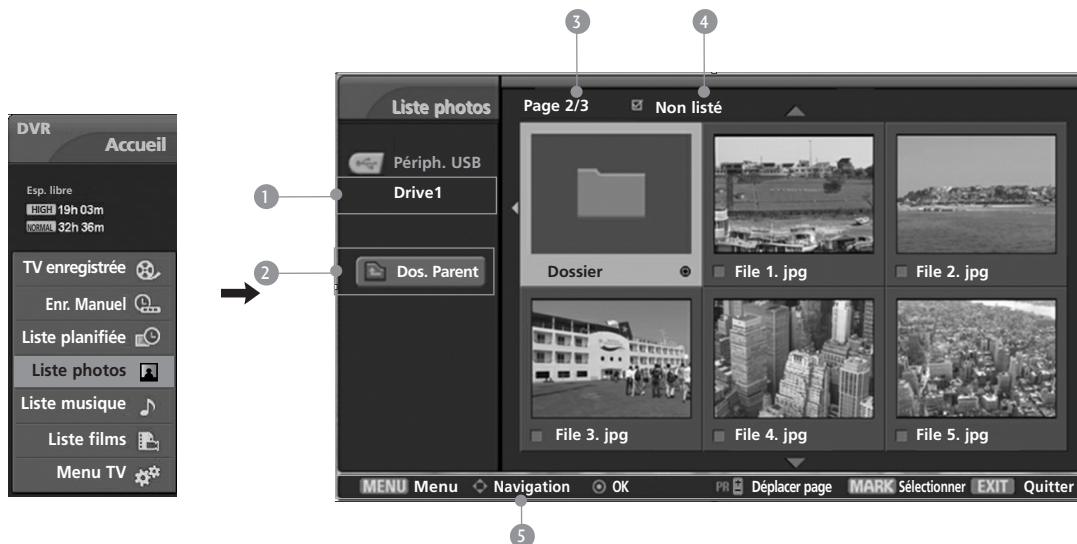 3
4
DVR
Accueil
Esp. libre
HIGH 19h 03m
NORMAL 32h 36m
TV enregistrée
Enr. Manuel
Liste planifiée
Liste photos
Liste musique
Liste films
Menu TV
Liste photos
Périph. USB
1
Drive1
2
Dos. Parent
Page 2/3
Non listé
Dossier
File 1. jpg
File 2. jpg
File 3. jpg
File 4. jpg
File 5. jpg
MENU Menu Navigation OK PR Déplacer page MARK Sélectionner EXIT Quitter
5